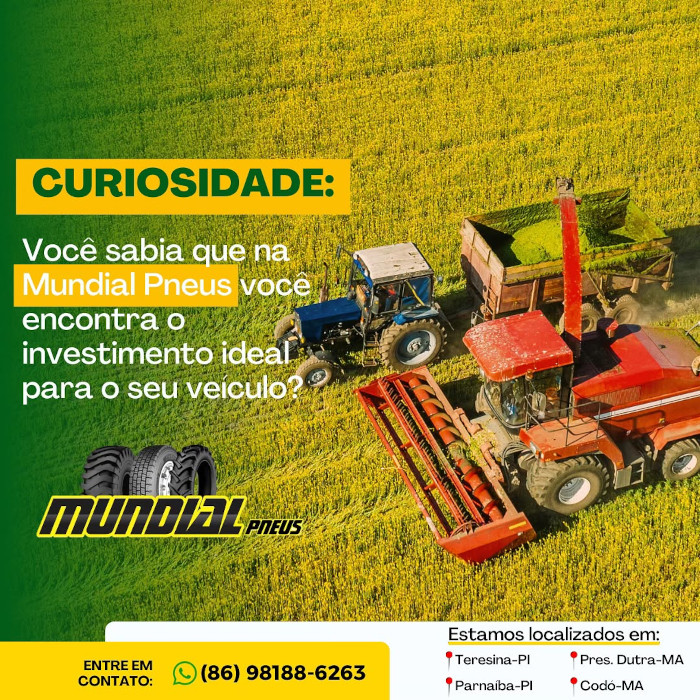 CURIOSIDADE:
Você sabia que na
Mundial Pneus você
encontra o
investimento ideal
para o seu veículo?
MUNDIAL PNEUS
ENTRE EM
CONTATO:
(86) 98188-6263
Estamos localizados em:
Teresina-PI
Pres. Dutra-MA
Parnaíba-PI
Codó-MA